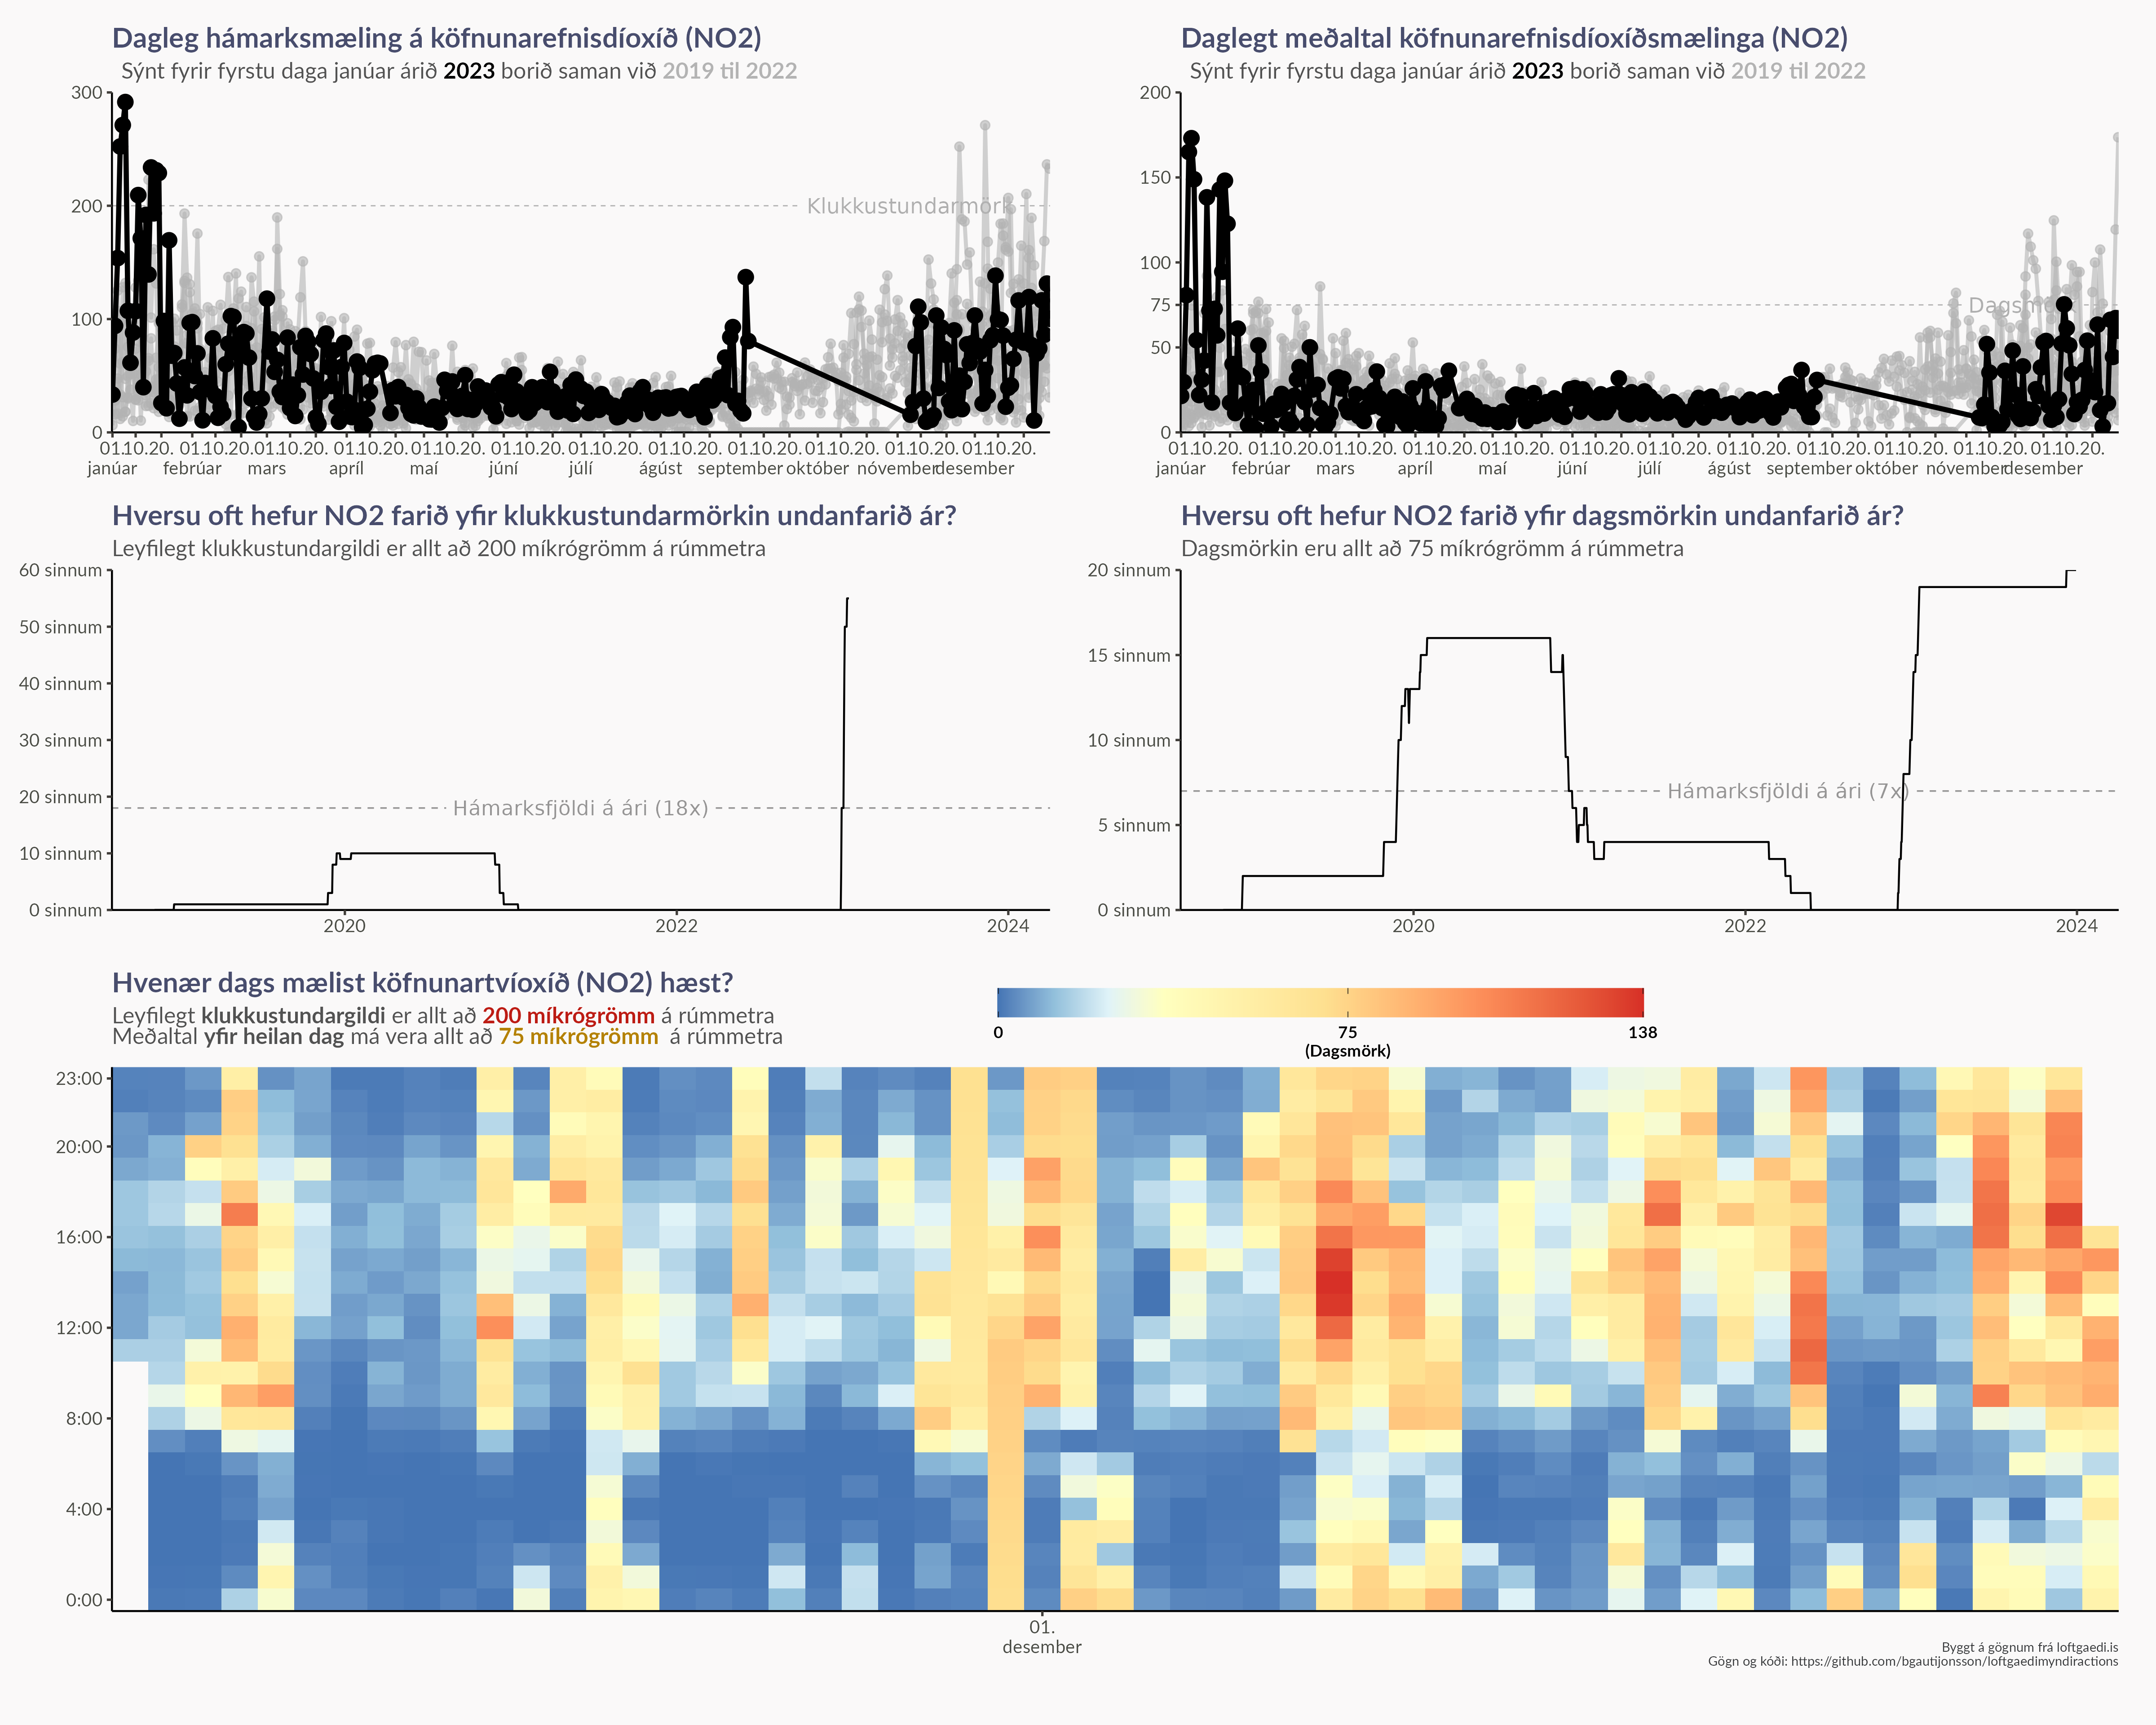 Dagleg hámarksmæling á köfnunarefnisdíoxíð (NO2)
Sýnt fyrir fyrstu daga janúar árið 2023 borið saman við 2019 til 2022
300
200
100
0
Klukkustundarmörk
01.10.20. 01.10.20. 01.10.20. 01.10.20. 01.10.20. 01.10.20. 01.10.20. 01.10.20. 01.10.20. 01.10.20. 01.10.20. 01.10.20.
janúar febrúar mars apríl maí júní júlí ágúst september október nóvember desember
Daglegt meðaltal köfnunarefnisdíoxíðsmælinga (NO2)
Sýnt fyrir fyrstu daga janúar árið 2023 borið saman við 2019 til 2022
200
150
100
75
50
0
01.10.20. 01.10.20. 01.10.20. 01.10.20. 01.10.20. 01.10.20. 01.10.20. 01.10.20. 01.10.20. 01.10.20. 01.10.20. 01.10.20.
janúar febrúar mars apríl maí júní júlí ágúst september október nóvember desember
Hversu oft hefur NO2 farið yfir klukkustundarmörkin undanfarið ár?
Leyfilegt klukkustundargildi er allt að 200 míkrógrömm á rúmmetra
60 sinnum
50 sinnum
40 sinnum
30 sinnum
20 sinnum
10 sinnum
0 sinnum
Hámarksfjöldi á ári (18x)
2020 2022 2024
Hversu oft hefur NO2 farið yfir dagsmörkin undanfarið ár?
Dagsmörkin eru allt að 75 míkrógrömm á rúmmetra
20 sinnum
15 sinnum
10 sinnum
5 sinnum
0 sinnum
Hámarksfjöldi á ári (7x)
2020 2022 2024
Hvenær dags mælist köfnunartvíoxíð (NO2) hæst?
Leyfilegt klukkustundargildi er allt að 200 míkrógrömm á rúmmetra
Meðaltal yfir heilan dag má vera allt að 75 míkrógrömm á rúmmetra
0 75 138
(Dagsmörk)
23:00
20:00
16:00
12:00
8:00
4:00
0:00
01.
desember
Byggt á gögnum frá loftgaedi.is
Gögn og kóði: https://github.com/bgautijonsson/loftgaedimyndiractions